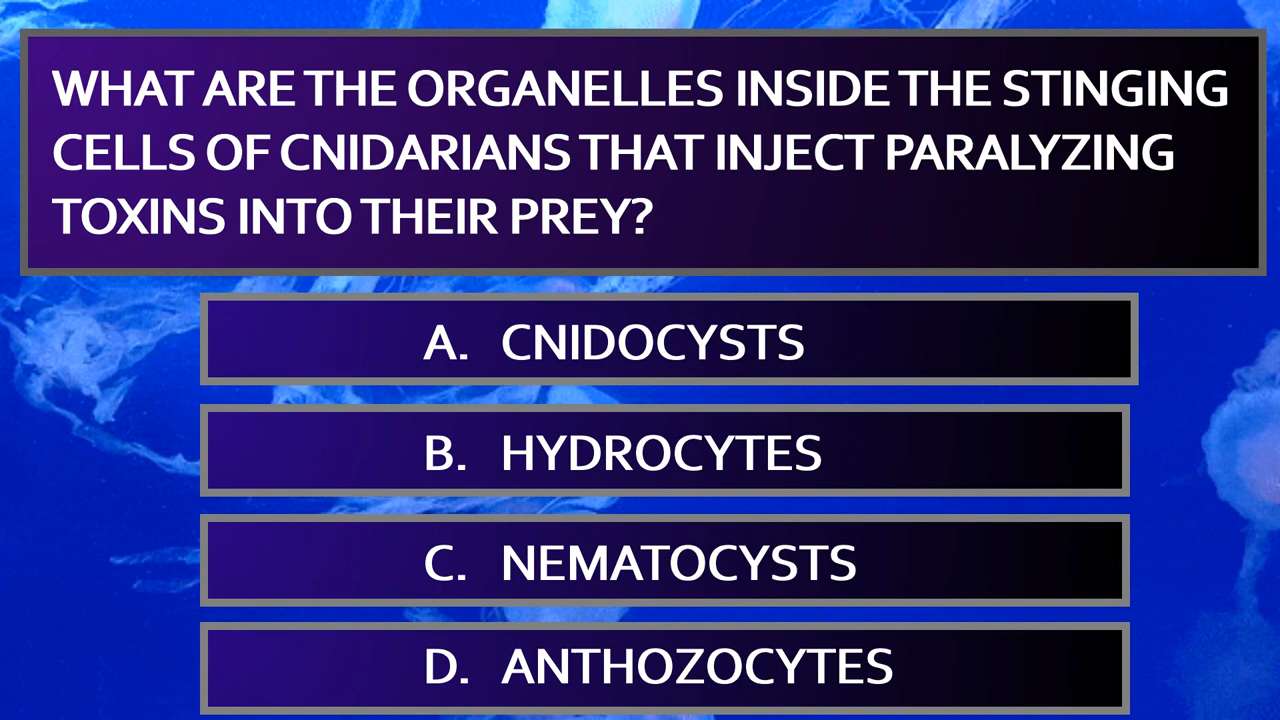 WHAT ARE THE ORGANELLES INSIDE THE STINGING
CELLS OF CNIDARIANS THAT INJECT PARALYZING
TOXINS INTO THEIR PREY?
A. CNIDOCYSTS
B. HYDROCYTES
C. NEMATOCYSTS
D. ANTHOZOCYTES